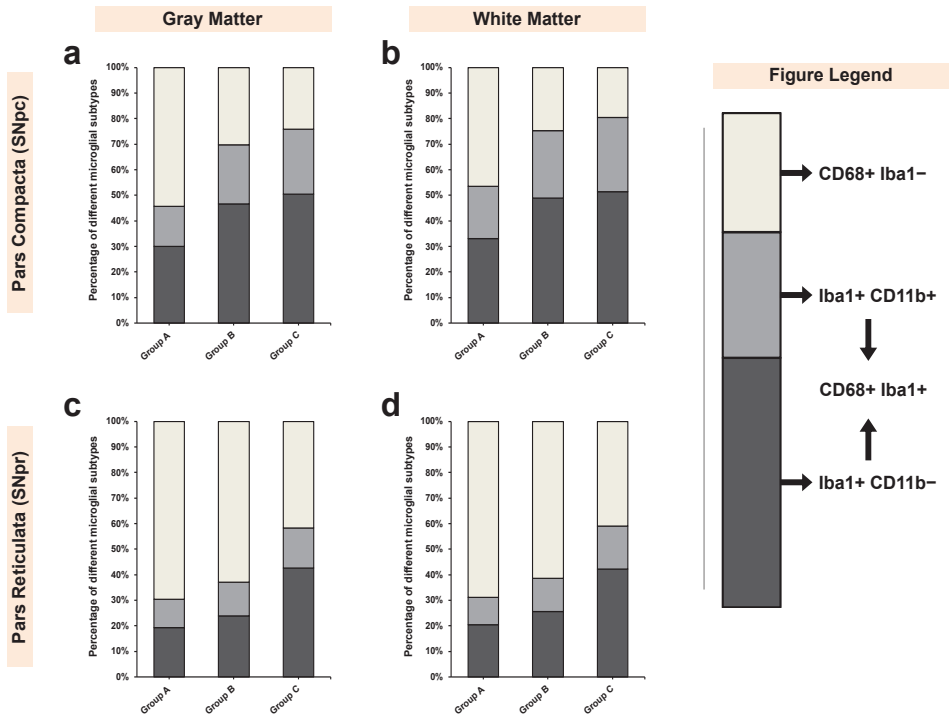 Gray Matter
White Matter
Pars Compacta (SNpc)
a
Percentage of different microglial subtypes
100%
90%
80%
70%
60%
50%
40%
30%
20%
10%
0%
Group A
Group B
Group C
b
Percentage of different microglial subtypes
100%
90%
80%
70%
60%
50%
40%
30%
20%
10%
0%
Group A
Group B
Group C
Figure Legend
CD68+ Iba1−
Iba1+ CD11b+
CD68+ Iba1+
Iba1+ CD11b−
Pars Reticulata (SNpr)
c
Percentage of different microglial subtypes
100%
90%
80%
70%
60%
50%
40%
30%
20%
10%
0%
Group A
Group B
Group C
d
Percentage of different microglial subtypes
100%
90%
80%
70%
60%
50%
40%
30%
20%
10%
0%
Group A
Group B
Group C